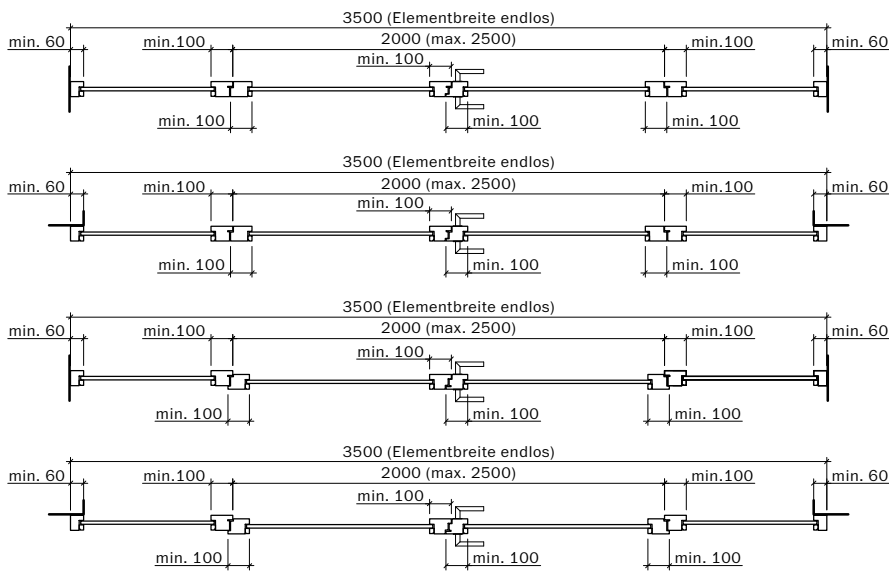 3500 (Elementbreite endlos)
min. 60 min.100 2000 (max. 2500) min.100 min. 60
min. 100
min. 100 min. 100 min. 100
3500 (Elementbreite endlos)
min. 60 min.100 2000 (max. 2500) min.100 min. 60
min. 100
min. 100 min. 100 min. 100
3500 (Elementbreite endlos)
min. 60 min.100 2000 (max. 2500) min.100 min. 60
min. 100
min. 100 min. 100 min. 100
3500 (Elementbreite endlos)
min. 60 min.100 2000 (max. 2500) min.100 min. 60
min. 100
min. 100 min. 100 min. 100